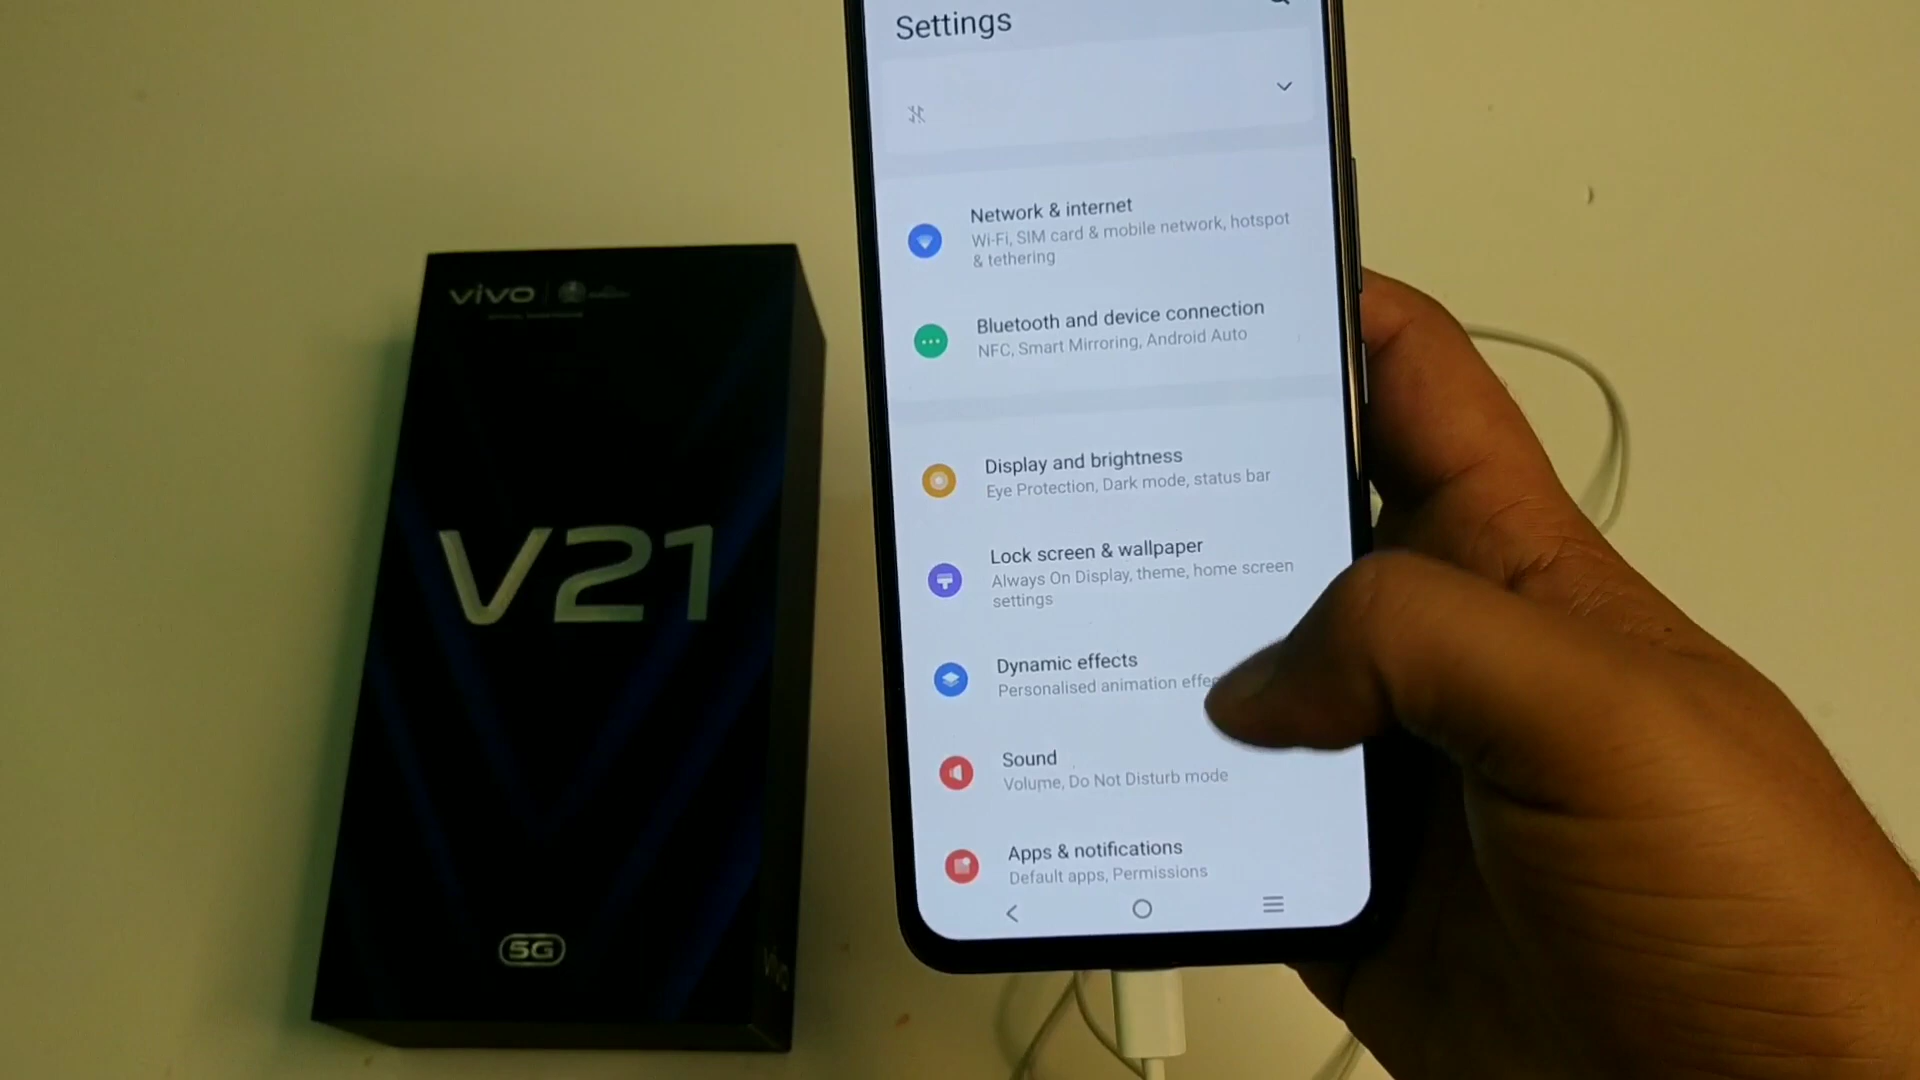 Settings
Network & internet
Wi-Fi, SIM card & mobile network, hotspot
& tethering
Bluetooth and device connection
NFC, Smart Mirroring, Android Auto
Display and brightness
Eye Protection, Dark mode, status bar
Lock screen & wallpaper
Always On Display, theme, home screen
settings
Dynamic effects
Personalised animation effec
Sound
Volume, Do Not Disturb mode
Apps & notifications
Default apps, Permissions
vivo
V21
5G
vivo